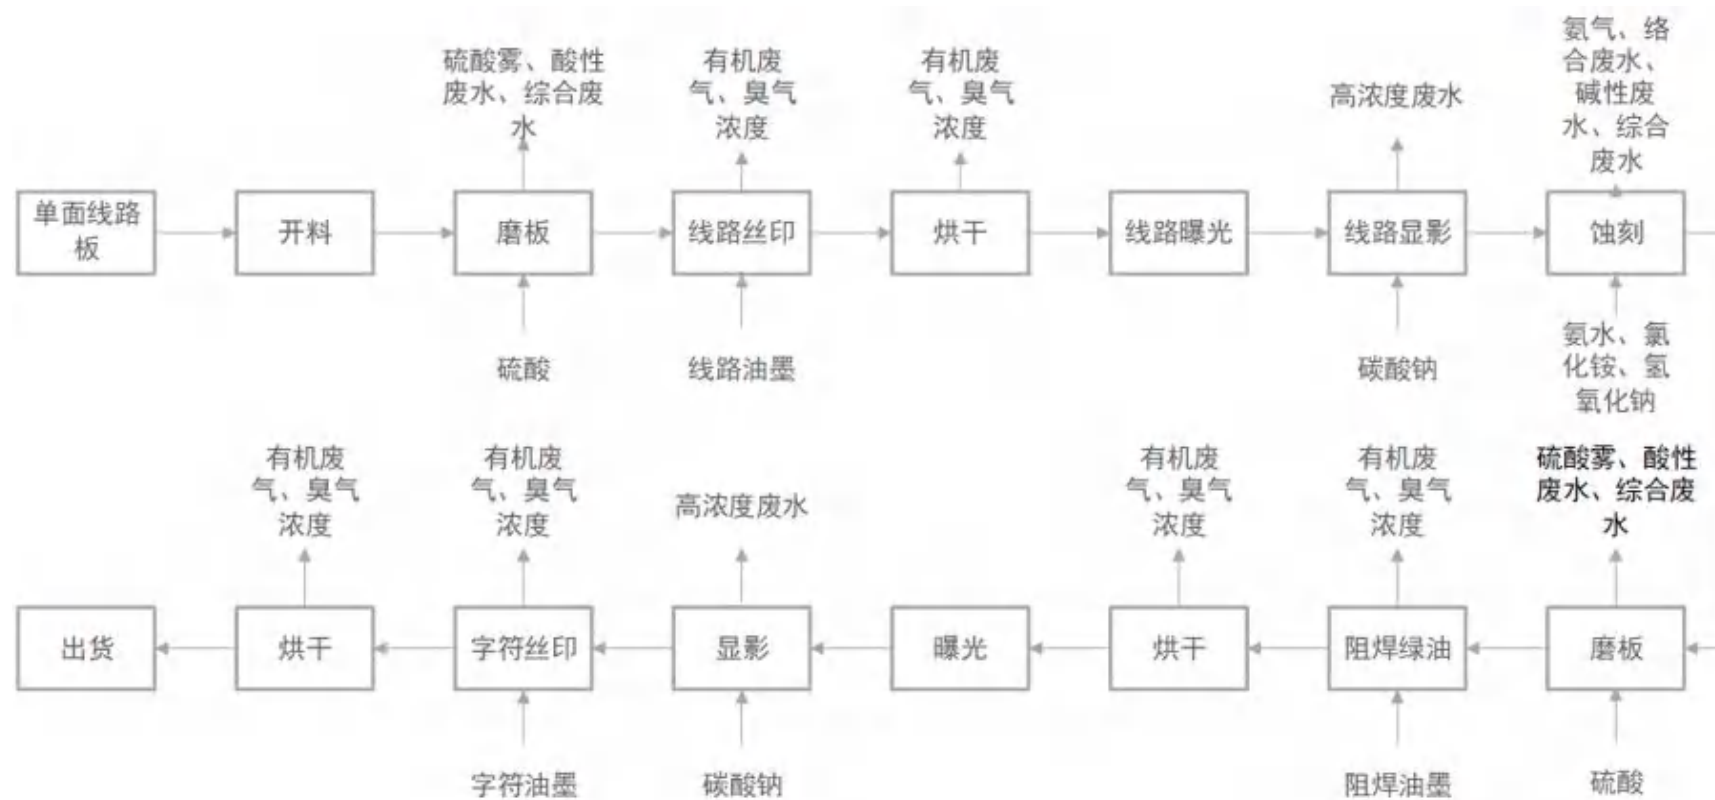 硫酸雾、酸性
废水、综合废
水
有机废
气、臭气
浓度
有机废
气、臭气
浓度
高浓度废水
氨气、络
合废水、
碱性废
水、综合
废水
单面线路
板
开料
磨板
线路丝印
烘干
线路曝光
线路显影
蚀刻
硫酸
线路油墨
碳酸钠
氨水、氯
化铵、氢
氧化钠
有机废
气、臭气
浓度
有机废
气、臭气
浓度
高浓度废水
有机废
气、臭气
浓度
有机废
气、臭气
浓度
硫酸雾、酸性
废水、综合废
水
出货
烘干
字符丝印
显影
曝光
烘干
阻焊绿油
磨板
字符油墨
碳酸钠
阻焊油墨
硫酸